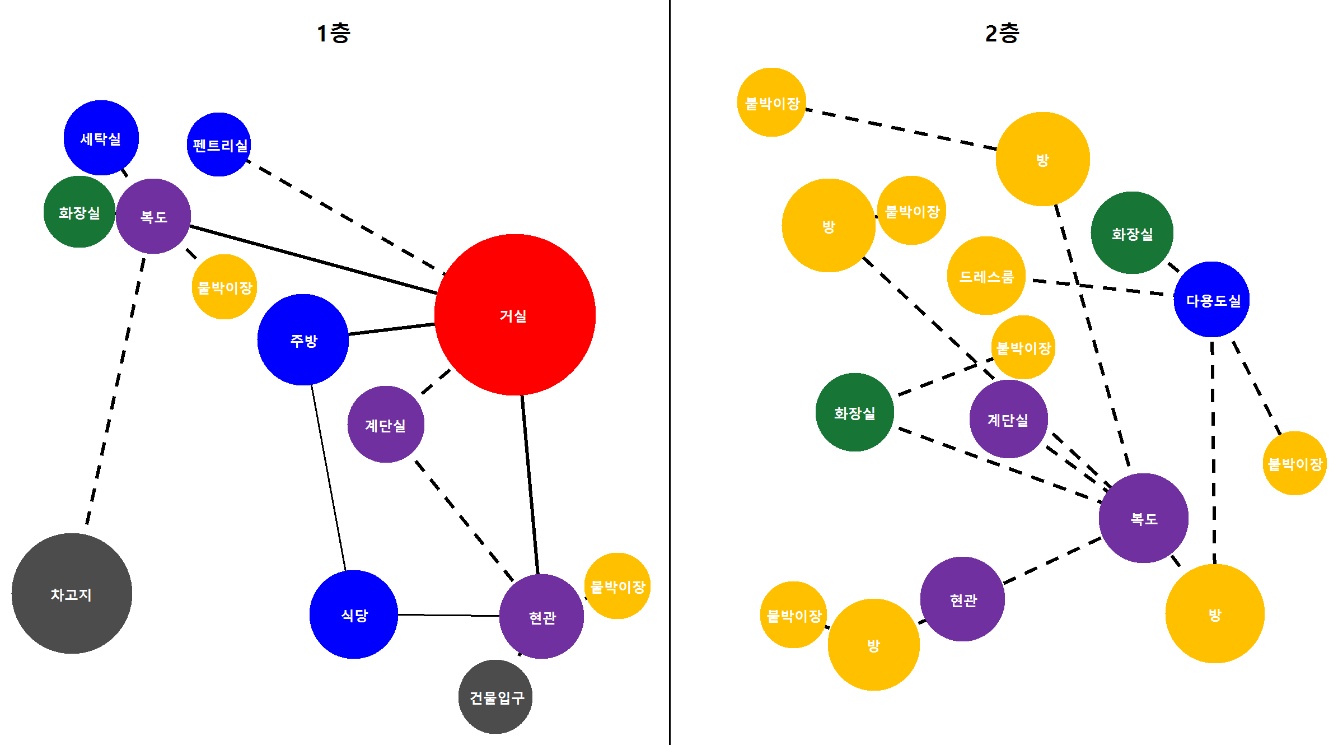 1층
세탁실
펜트리실
화장실
복도
붙박이장
거실
주방
계단실
차고지
식당
현관
붙박이장
건물입구
2층
붙박이장
방
방
붙박이장
화장실
드레스룸
다용도실
붙박이장
화장실
계단실
붙박이장
복도
현관
붙박이장
방
방